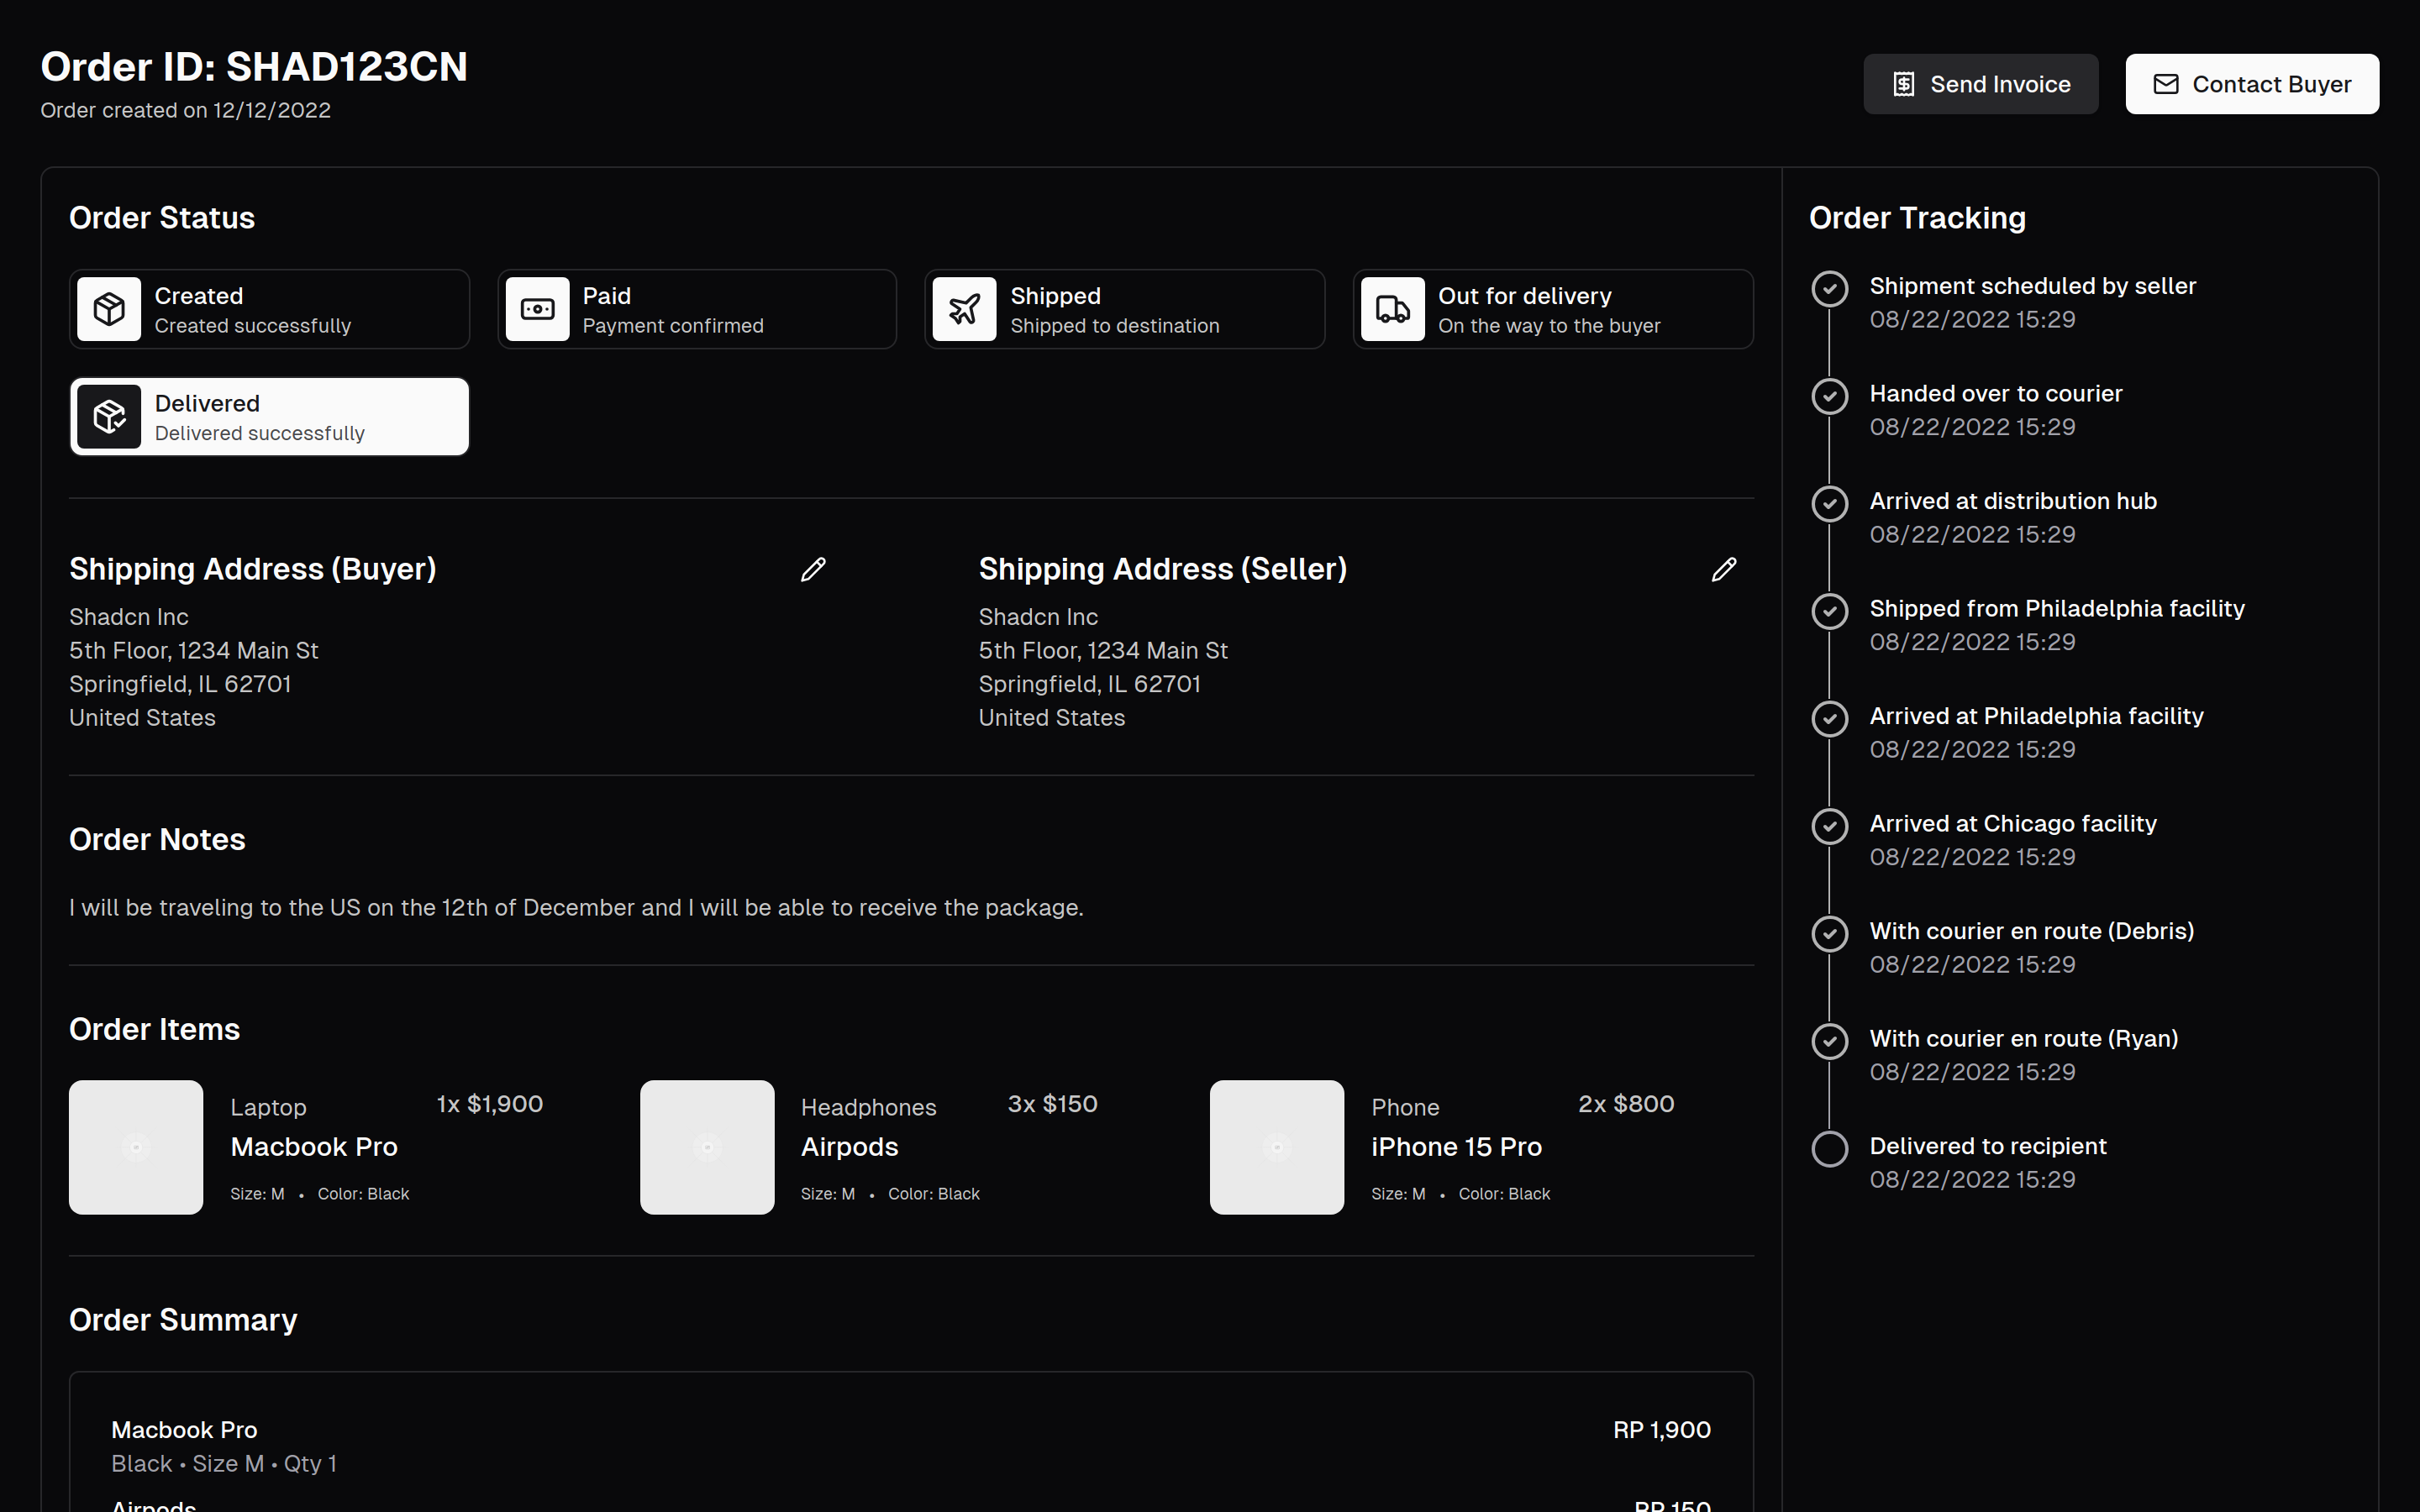 Order ID: SHAD123CN
Order created on 12/12/2022
Send Invoice
Contact Buyer
Order Status
Created
Created successfully
Paid
Payment confirmed
Shipped
Shipped to destination
Out for delivery
On the way to the buyer
Delivered
Delivered successfully
Shipping Address (Buyer)
Shadcn Inc
5th Floor, 1234 Main St
Springfield, IL 62701
United States
Shipping Address (Seller)
Shadcn Inc
5th Floor, 1234 Main St
Springfield, IL 62701
United States
Order Notes
I will be traveling to the US on the 12th of December and I will be able to receive the package.
Order Items
Laptop
1x $1,900
Macbook Pro
Size: M • Color: Black
Headphones
3x $150
Airpods
Size: M • Color: Black
Phone
2x $800
iPhone 15 Pro
Size: M • Color: Black
Order Summary
Macbook Pro
RP 1,900
Black • Size M • Qty 1
Airpods
RP 150
Order Tracking
Shipment scheduled by seller
08/22/2022 15:29
Handed over to courier
08/22/2022 15:29
Arrived at distribution hub
08/22/2022 15:29
Shipped from Philadelphia facility
08/22/2022 15:29
Arrived at Philadelphia facility
08/22/2022 15:29
Arrived at Chicago facility
08/22/2022 15:29
With courier en route (Debris)
08/22/2022 15:29
With courier en route (Ryan)
08/22/2022 15:29
Delivered to recipient
08/22/2022 15:29